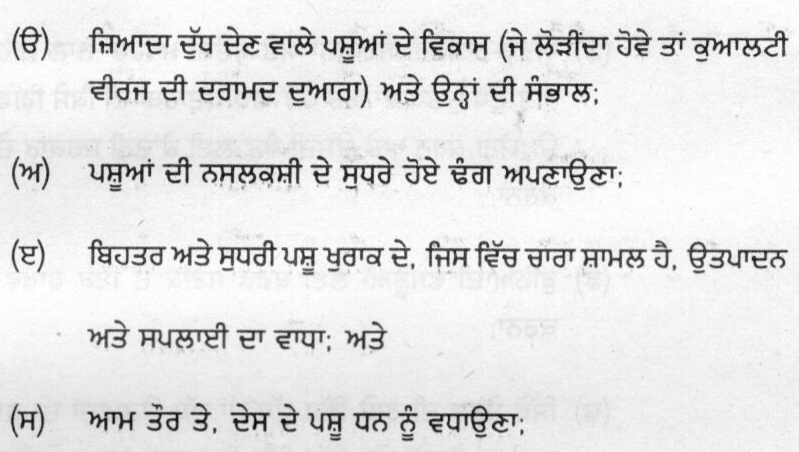 (ੳ) ਜ਼ਿਆਦਾ ਦੁੱਧ ਦੇਣ ਵਾਲੇ ਪਸ਼ੂਆਂ ਦੇ ਵਿਕਾਸ (ਜੇ ਲੋੜੀਦਾ ਹੋਵੇ ਤਾਂ ਕੁਆਲਟੀ
ਵੀਰਜ ਦੀ ਦਰਾਮਦ ਦੁਆਰਾ) ਅਤੇ ਉਨ੍ਹਾਂ ਦੀ ਸੰਭਾਲ;
(ਅ) ਪਸ਼ੂਆਂ ਦੀ ਨਸਲਕਸ਼ੀ ਦੇ ਸੁਧਰੇ ਹੋਏ ਢੰਗ ਅਪਣਾਉਣਾ;
(ੲ) ਬਿਹਤਰ ਅਤੇ ਸੁਧਰੀ ਪਸ਼ੂ ਖੁਰਾਕ ਦੇ, ਜਿਸ ਵਿੱਚ ਚਾਰਾ ਸ਼ਾਮਲ ਹੈ, ਉਤਪਾਦਨ
ਅਤੇ ਸਪਲਾਈ ਦਾ ਵਾਧਾ; ਅਤੇ
(ਸ) ਆਮ ਤੌਰ ਤੇ, ਦੇਸ ਦੇ ਪਸ਼ੂ ਧਨ ਨੂੰ ਵਧਾਉਣਾ;